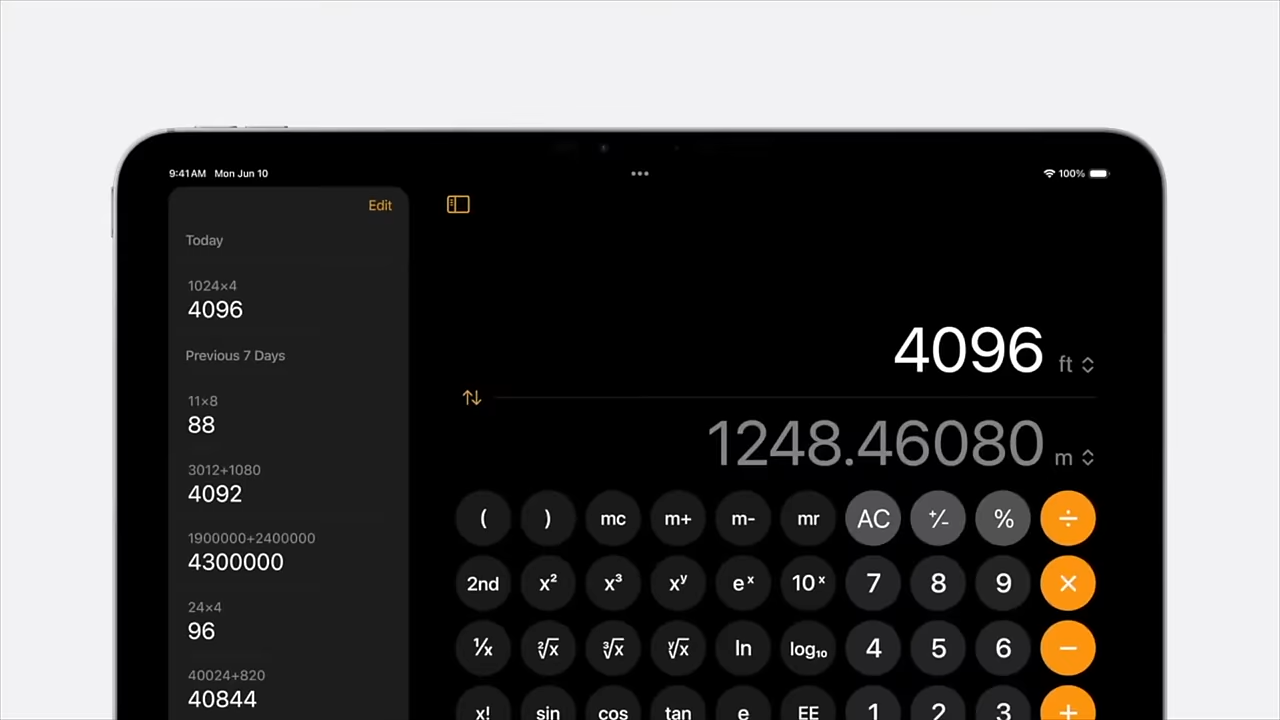 9:41 AM Mon Jun 10
100%
Edit
Today
1024×4
4096
Previous 7 Days
11×8
88
3012+1080
4092
1900000+2400000
4300000
24×4
96
40024+820
40844
4096 ft
1248.46080 m
( ) mc m+ m- mr AC +/- % ÷
2nd x² x³ xʸ eˣ 10ˣ 7 8 9 ×
¹/x ²√x ³√x ʸ√x ln log₁₀ 4 5 6 −
x! sin cos tan e EE 1 2 3 +